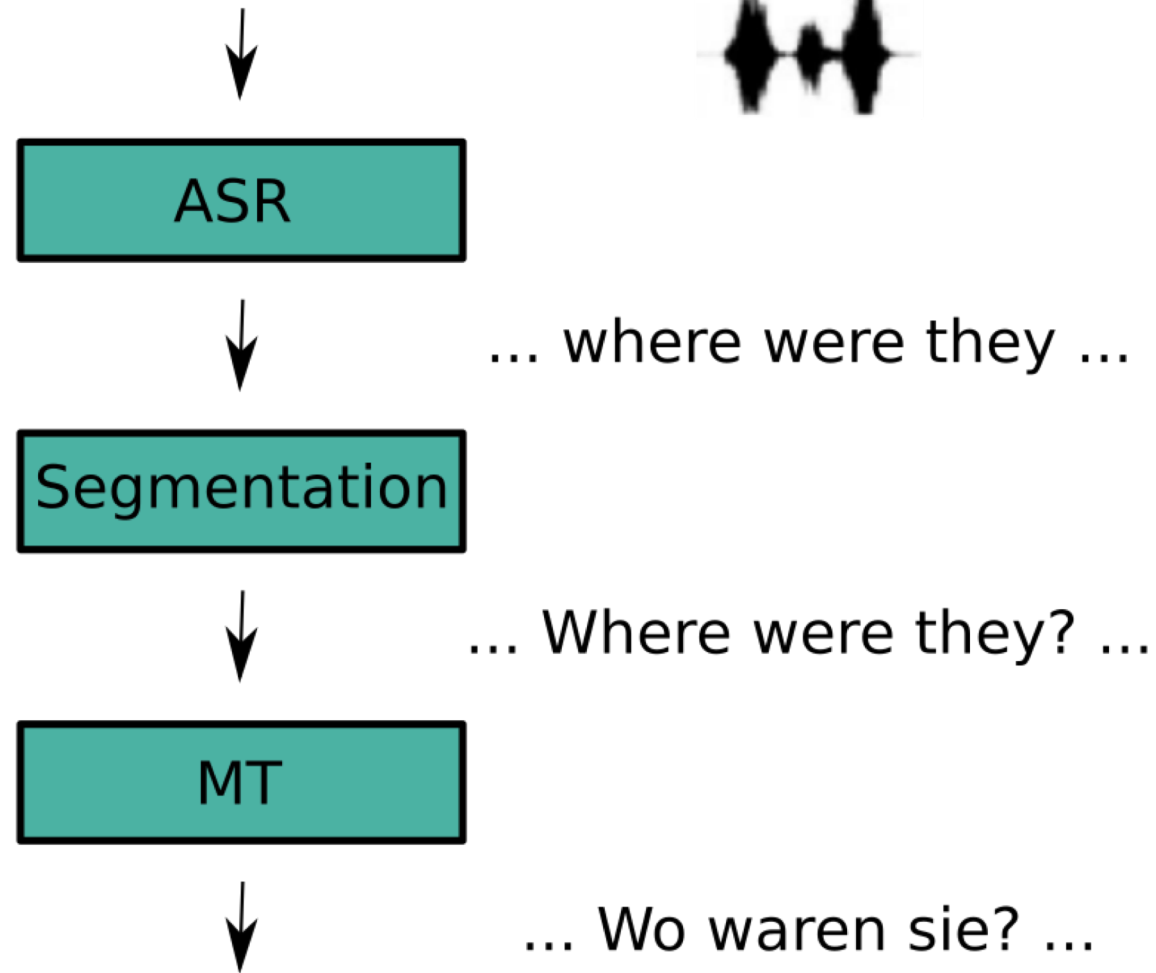 ASR
... where were they ...
Segmentation
... Where were they? ...
MT
... Wo waren sie? ...